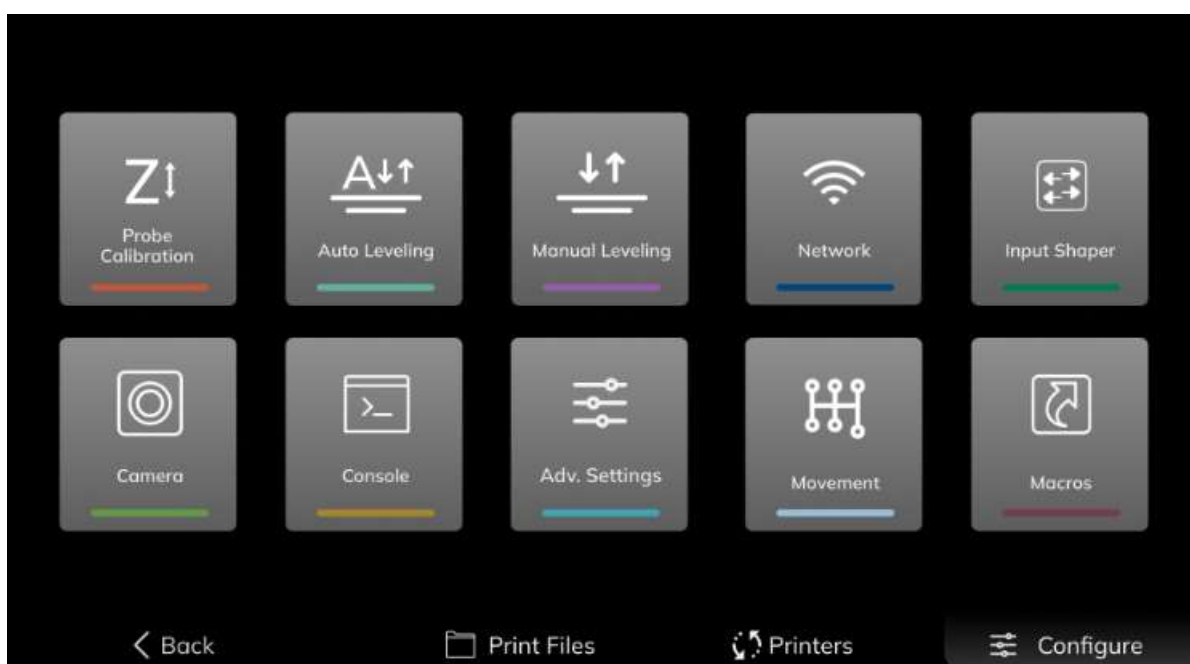 Z
Probe
Calibration
A
Auto Leveling
Manual Leveling
Network
Input Shaper
Camera
>_
Console
Adv. Settings
Movement
Macros
< Back
Print Files
Printers
Configure